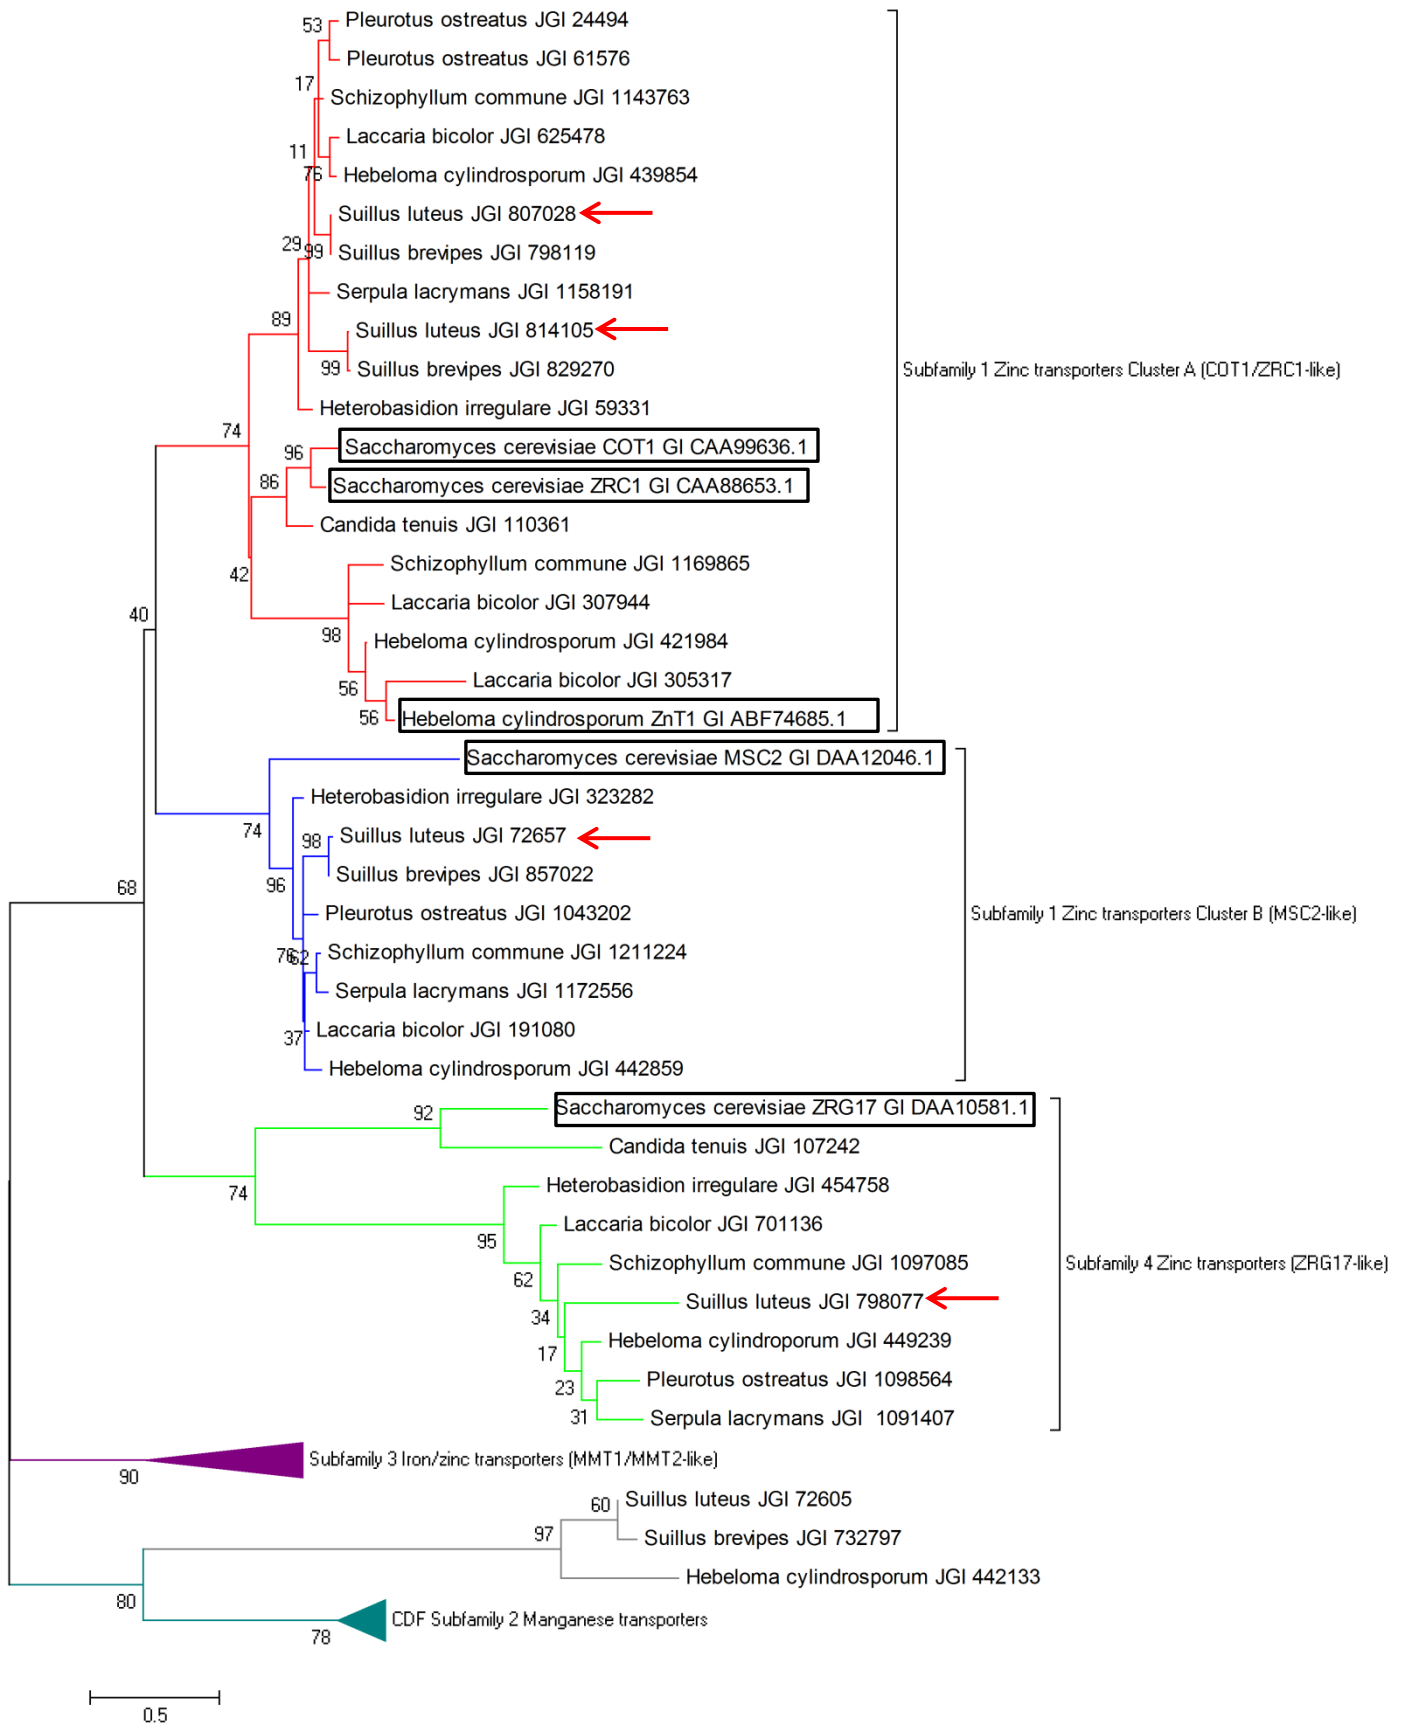 53
Pleurotus ostreatus JGI 24494
Pleurotus ostreatus JGI 61576
17
Schizophyllum commune JGI 1143763
Laccaria bicolor JGI 625478
11
76
Hebeloma cylindrosporum JGI 439854
Suillus luteus JGI 807028
29
99
Suillus brevipes JGI 798119
Serpula lacrymans JGI 1158191
89
Suillus luteus JGI 814105
99
Suillus brevipes JGI 829270
Subfamily 1 Zinc transporters Cluster A (COT1/ZRC1-like)
Heterobasidion irregulare JGI 59331
74
96
Saccharomyces cerevisiae COT1 GI CAA99636.1
86
Saccharomyces cerevisiae ZRC1 GI CAA88653.1
Candida tenuis JGI 110361
42
Schizophyllum commune JGI 1169865
Laccaria bicolor JGI 307944
40
98
Hebeloma cylindrosporum JGI 421984
56
Laccaria bicolor JGI 305317
56
Hebeloma cylindrosporum ZnT1 GI ABF74685.1
Saccharomyces cerevisiae MSC2 GI DAA12046.1
Heterobasidion irregulare JGI 323282
74
98
Suillus luteus JGI 72657
96
Suillus brevipes JGI 857022
68
Pleurotus ostreatus JGI 1043202
Subfamily 1 Zinc transporters Cluster B (MSC2-like)
76
62
Schizophyllum commune JGI 1211224
Serpula lacrymans JGI 1172556
37
Laccaria bicolor JGI 191080
Hebeloma cylindrosporum JGI 442859
92
Saccharomyces cerevisiae ZRG17 GI DAA10581.1
Candida tenuis JGI 107242
74
Heterobasidion irregulare JGI 454758
95
Laccaria bicolor JGI 701136
62
Schizophyllum commune JGI 1097085
Subfamily 4 Zinc transporters (ZRG17-like)
34
Suillus luteus JGI 798077
17
Hebeloma cylindroporum JGI 449239
23
Pleurotus ostreatus JGI 1098564
31
Serpula lacrymans JGI 1091407
90
Subfamily 3 Iron/zinc transporters (MMT1/MMT2-like)
60
Suillus luteus JGI 72605
97
Suillus brevipes JGI 732797
Hebeloma cylindrosporum JGI 442133
80
78
CDF Subfamily 2 Manganese transporters
0.5